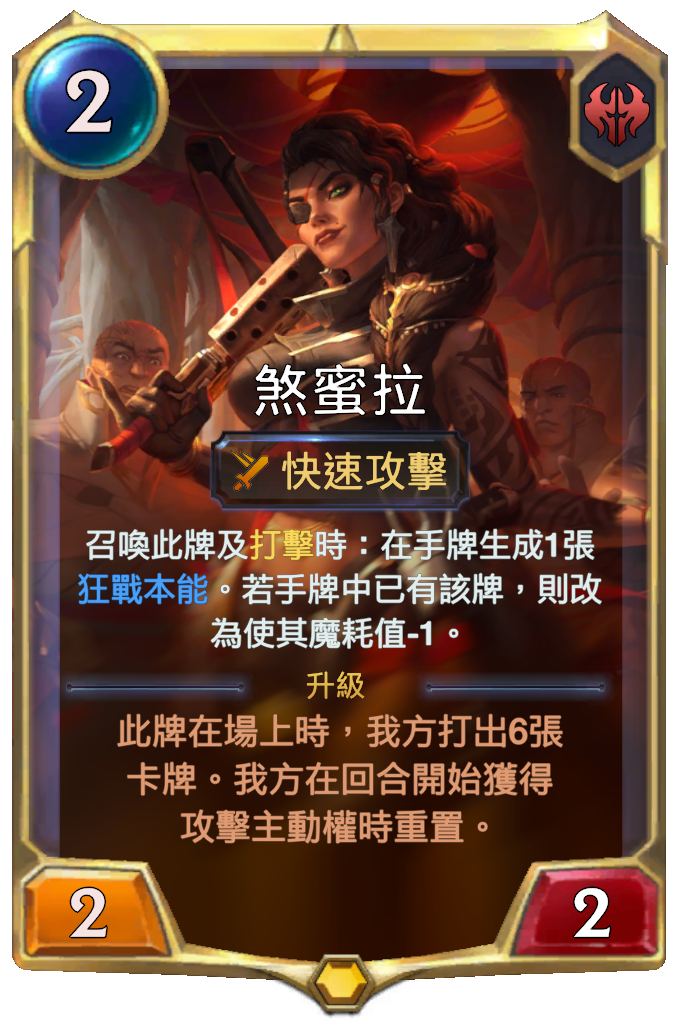 2
煞蜜拉
快速攻擊
召喚此牌及打擊時：在手牌生成1張
狂戰本能。若手牌中已有該牌，則改
為使其魔耗值-1。
升級
此牌在場上時，我方打出6張
卡牌。我方在回合開始獲得
攻擊主動權時重置。
2
2